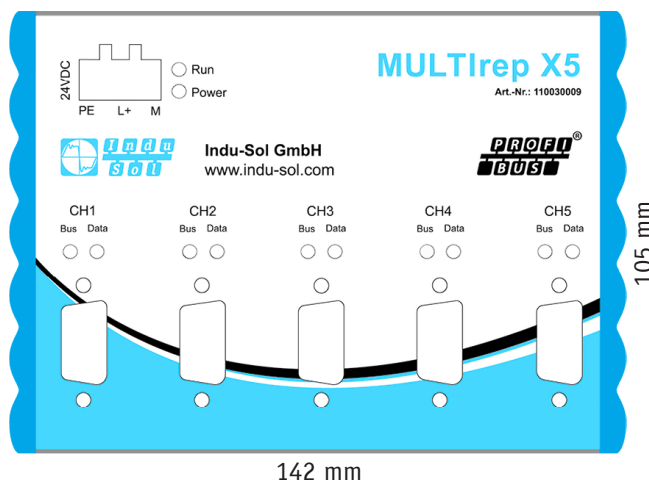 24VDC
PE L+ M
Run
Power
MULTIrep X5
Art.-Nr.: 110030009
Indu Sol
Indu-Sol GmbH
www.indu-sol.com
PROFI®
BUS
CH1 CH2 CH3 CH4 CH5
Bus Data Bus Data Bus Data Bus Data Bus Data
105 mm
142 mm